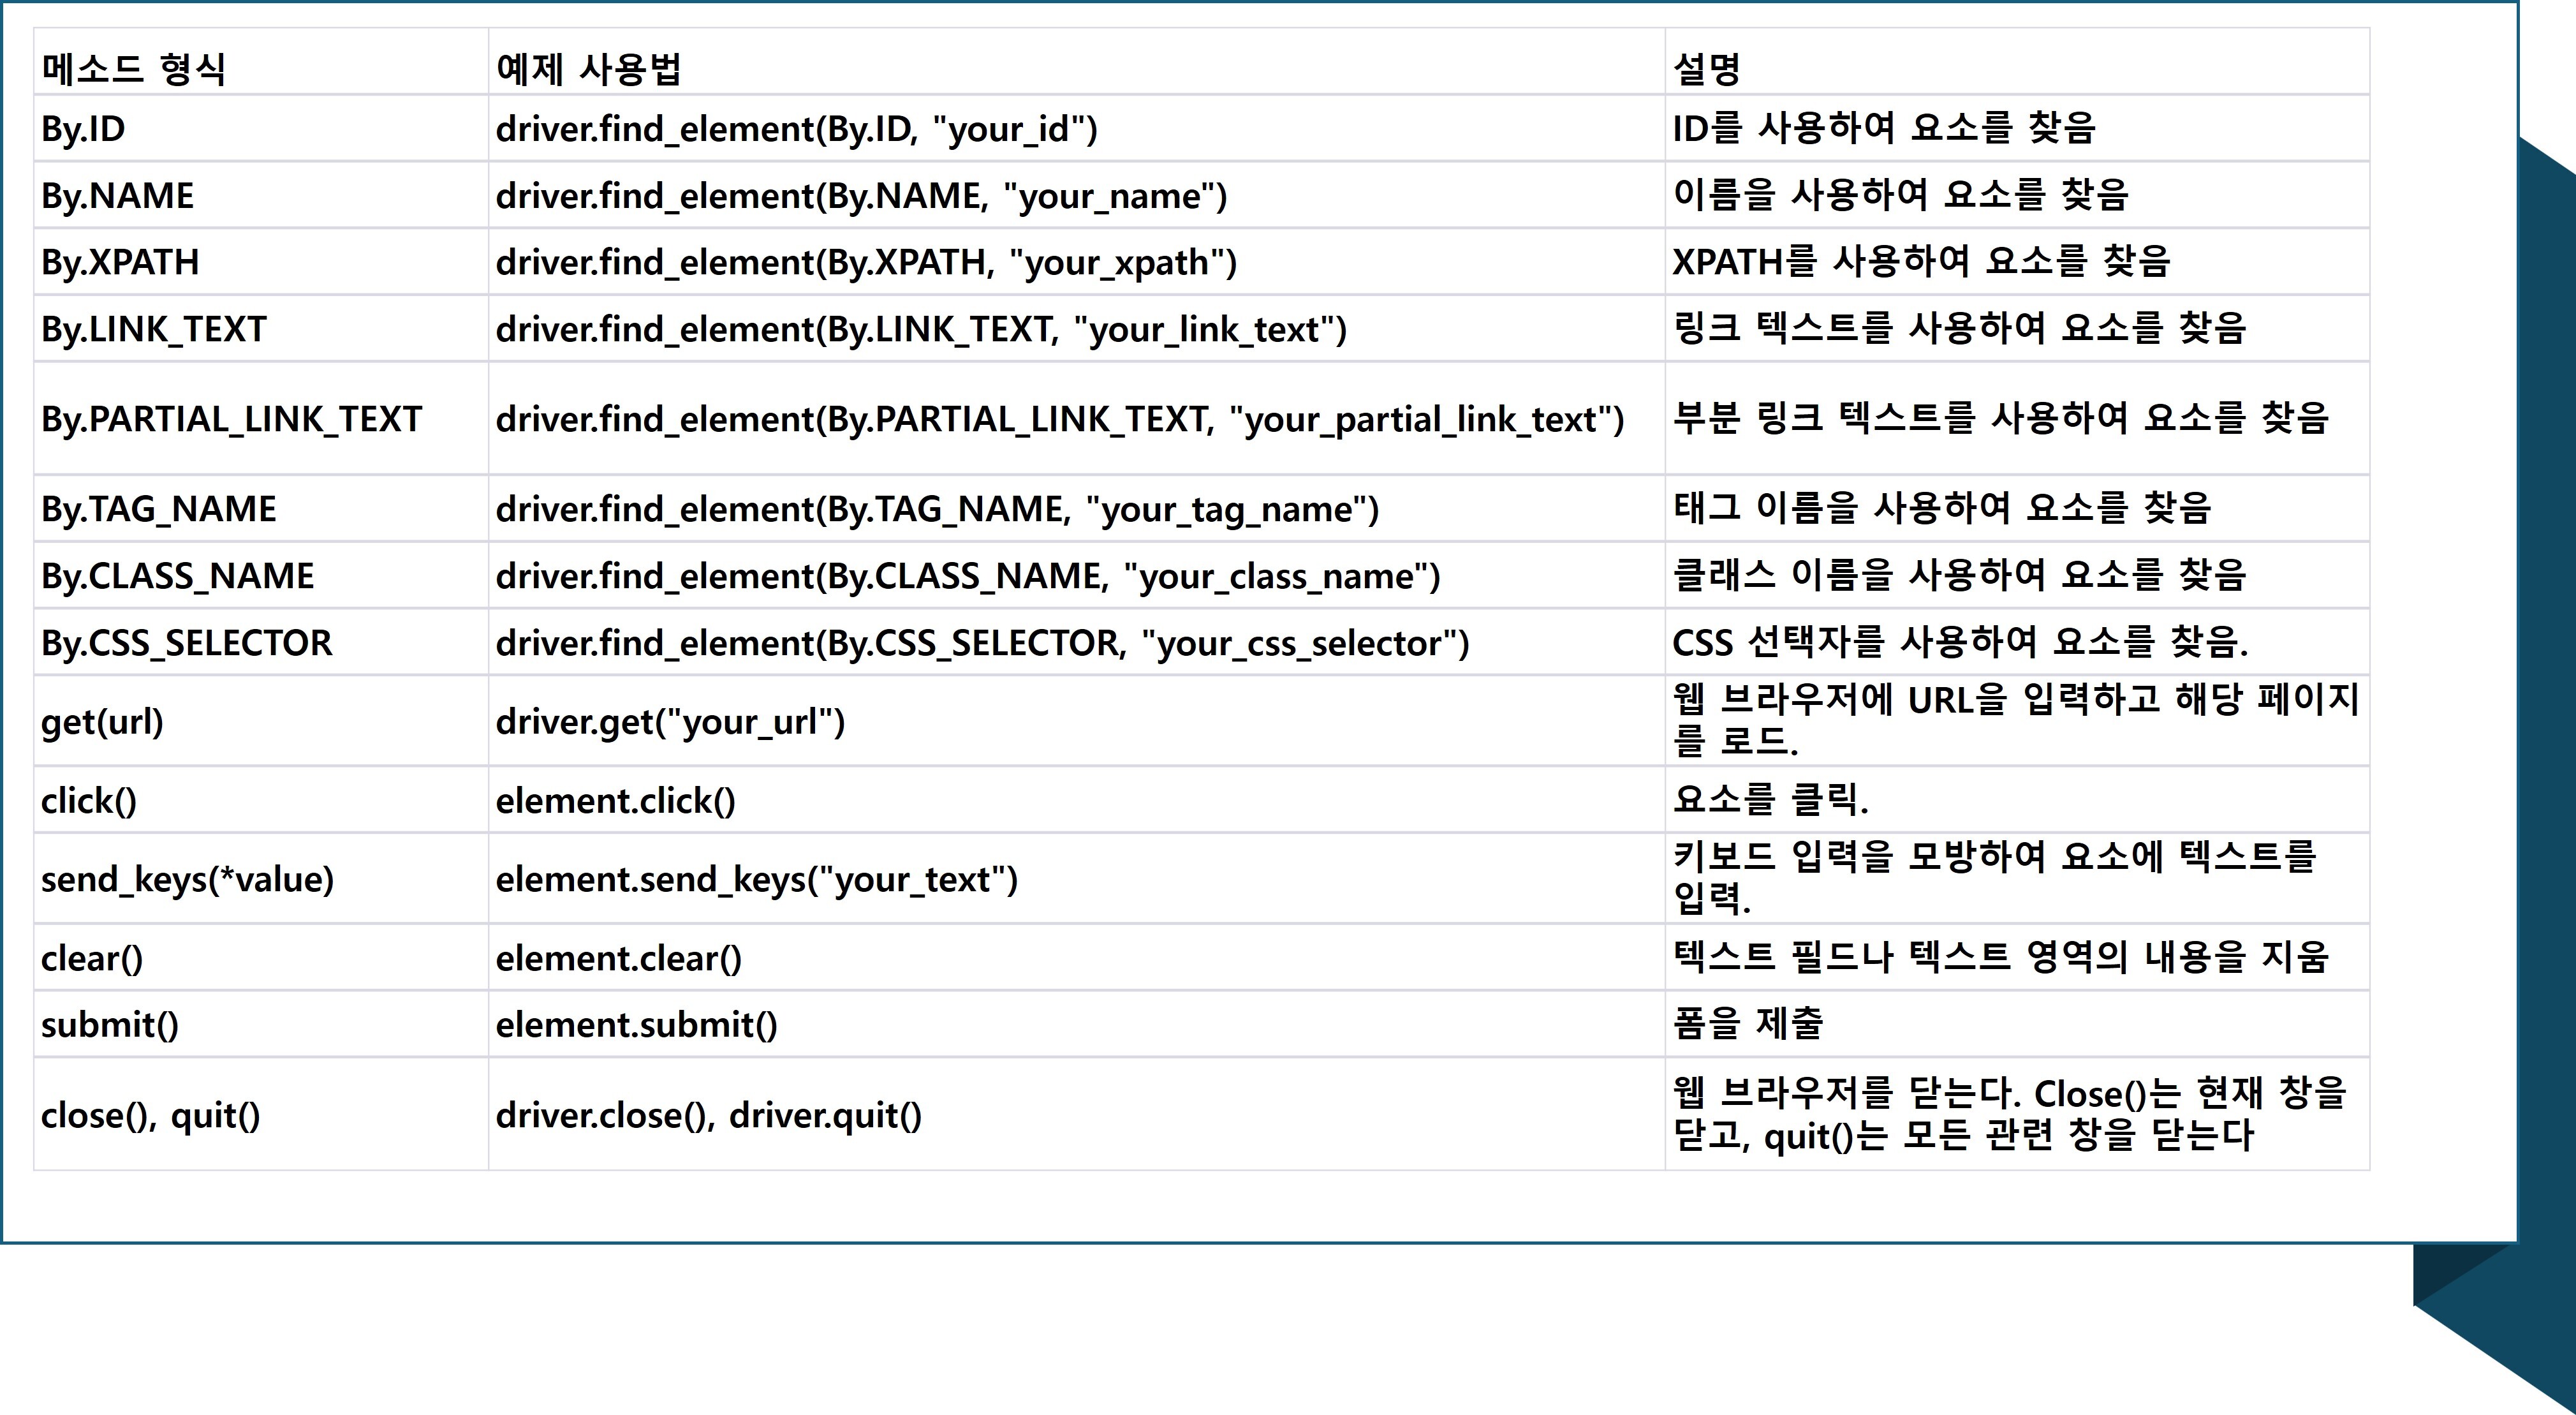 메소드 형식 예제 사용법 설명
By.ID driver.find_element(By.ID, "your_id") ID를 사용하여 요소를 찾음
By.NAME driver.find_element(By.NAME, "your_name") 이름을 사용하여 요소를 찾음
By.XPATH driver.find_element(By.XPATH, "your_xpath") XPATH를 사용하여 요소를 찾음
By.LINK_TEXT driver.find_element(By.LINK_TEXT, "your_link_text") 링크 텍스트를 사용하여 요소를 찾음
By.PARTIAL_LINK_TEXT driver.find_element(By.PARTIAL_LINK_TEXT, "your_partial_link_text") 부분 링크 텍스트를 사용하여 요소를 찾음
By.TAG_NAME driver.find_element(By.TAG_NAME, "your_tag_name") 태그 이름을 사용하여 요소를 찾음
By.CLASS_NAME driver.find_element(By.CLASS_NAME, "your_class_name") 클래스 이름을 사용하여 요소를 찾음
By.CSS_SELECTOR driver.find_element(By.CSS_SELECTOR, "your_css_selector") CSS 선택자를 사용하여 요소를 찾음.
get(url) driver.get("your_url") 웹 브라우저에 URL을 입력하고 해당 페이지
를 로드.
click() element.click() 요소를 클릭.
send_keys(*value) element.send_keys("your_text") 키보드 입력을 모방하여 요소에 텍스트를
입력.
clear() element.clear() 텍스트 필드나 텍스트 영역의 내용을 지움
submit() element.submit() 폼을 제출
close(), quit() driver.close(), driver.quit() 웹 브라우저를 닫는다. Close()는 현재 창을
닫고, quit()는 모든 관련 창을 닫는다